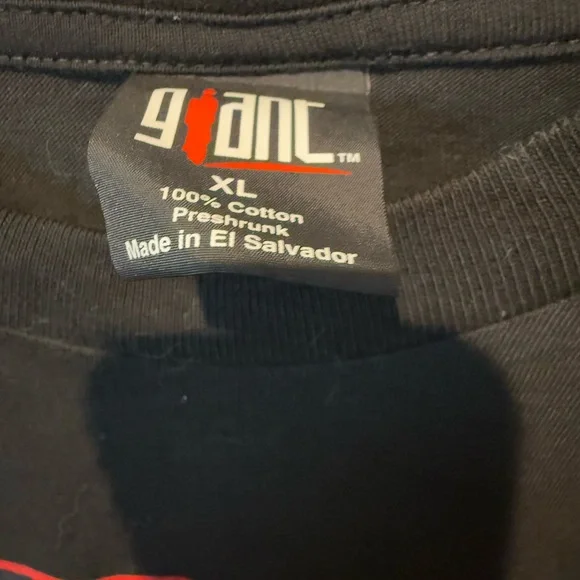 giant™
XL
100% Cotton
Preshrunk
Made in El Salvador